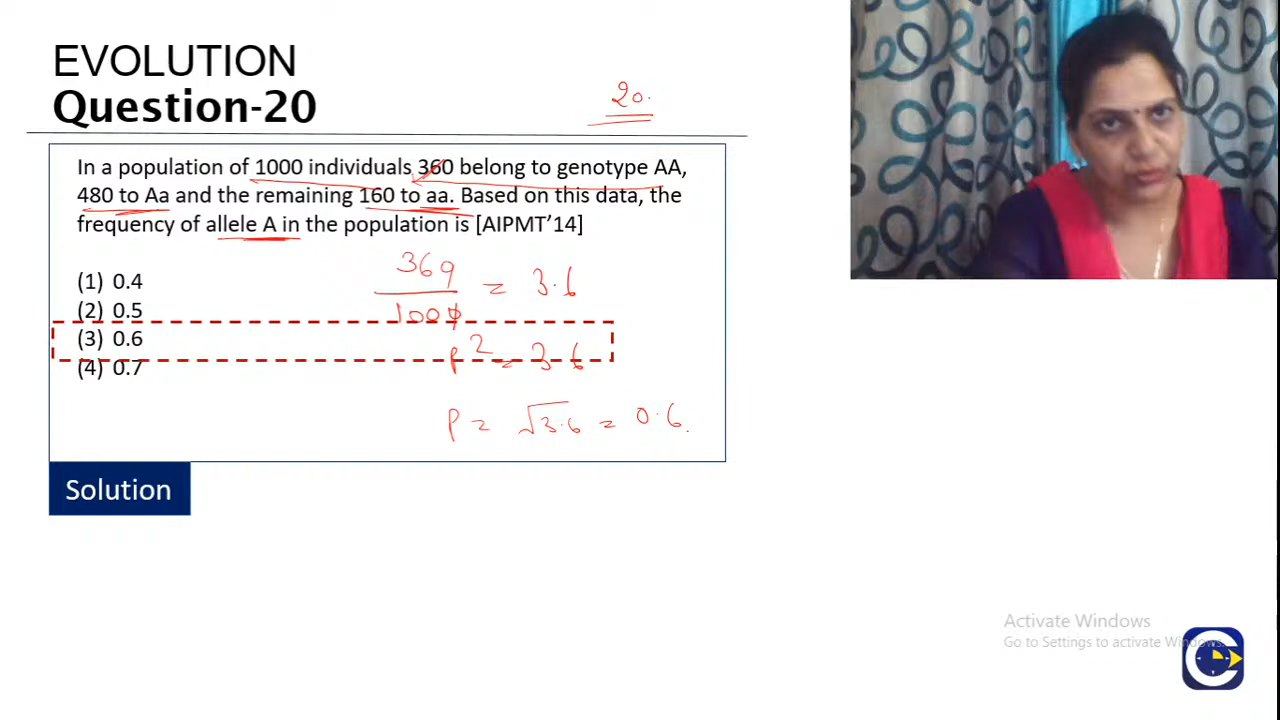 EVOLUTION
Question-20
20.
In a population of 1000 individuals 360 belong to genotype AA,
480 to Aa and the remaining 160 to aa. Based on this data, the
frequency of allele A in the population is [AIPMT’14]
(1) 0.4
(2) 0.5
(3) 0.6
(4) 0.7
360/1000 = 3.6
p² = 3.6
p = √3.6 = 0.6.
Solution
Activate Windows
Go to Settings to activate Windows.